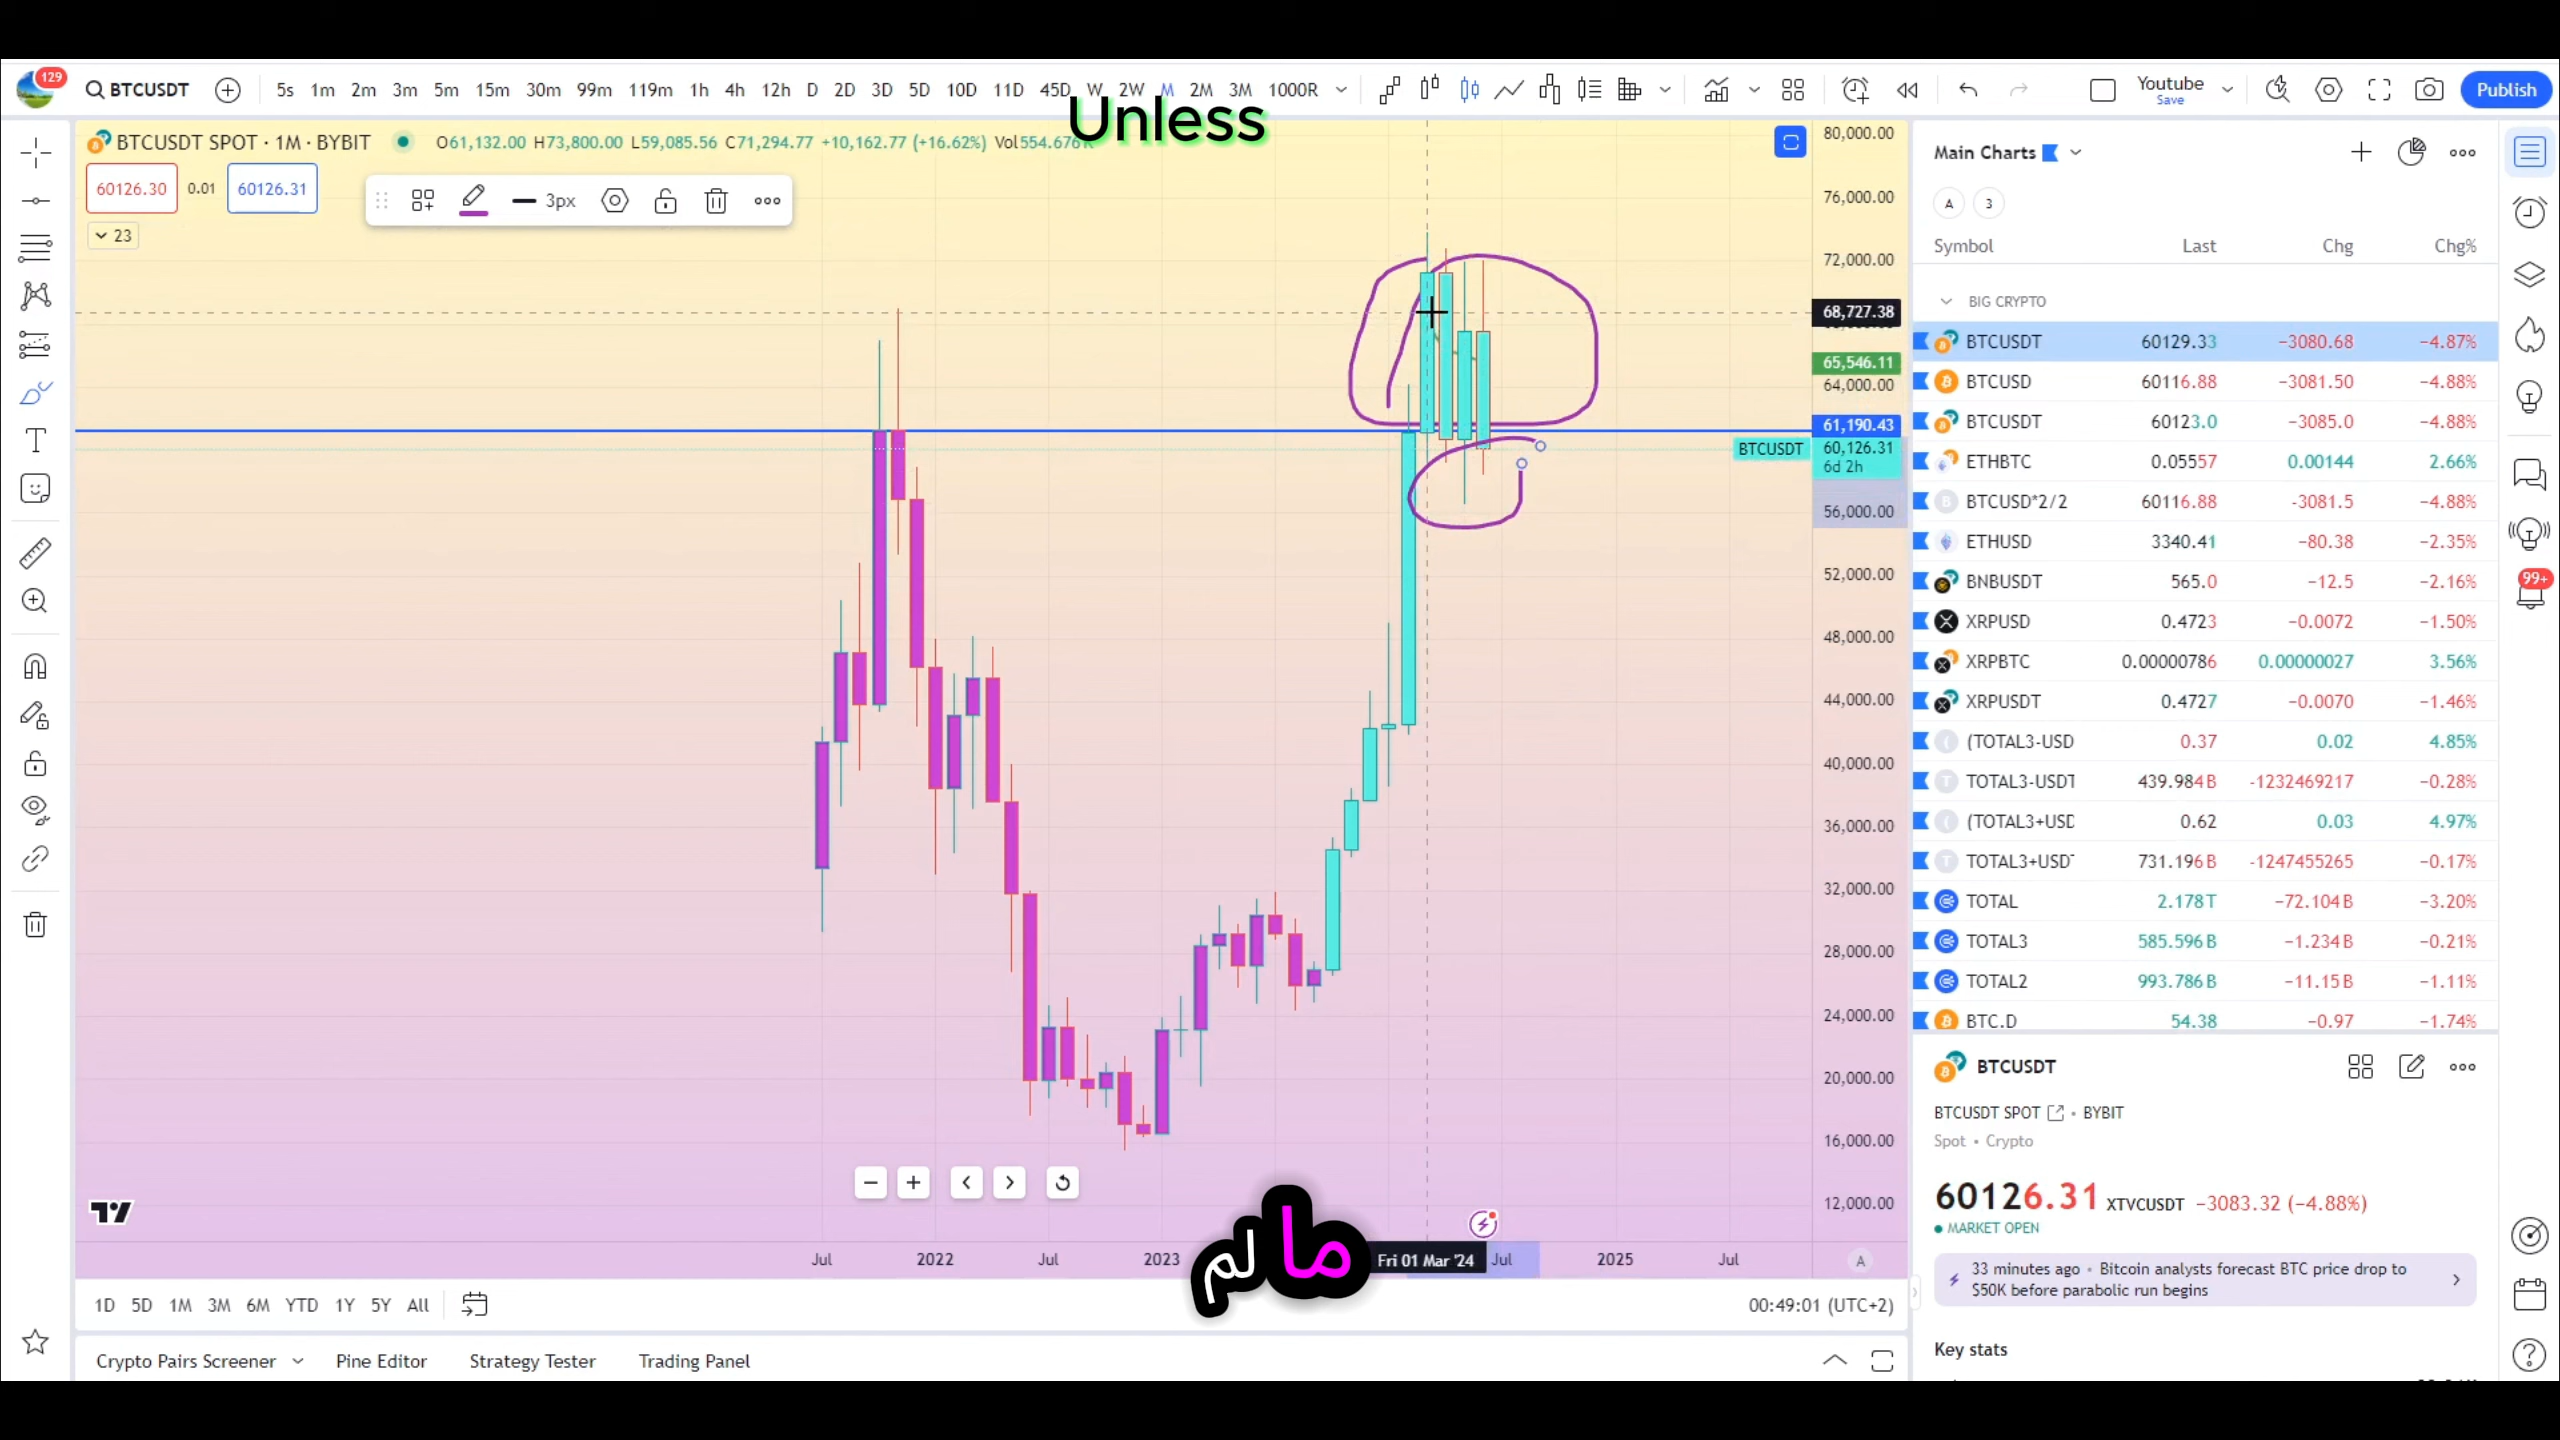 129
BTCUSDT
5s 1m 2m 3m 5m 15m 30m 99m 119m 1h 4h 12h D 2D 3D 5D 10D 11D 45D W 2W M 2M 3M 1000R
Youtube
Save
Publish
Unless
BTCUSDT SPOT · 1M · BYBIT
O61,132.00 H73,800.00 L59,085.56 C71,294.77 +10,162.77 (+16.62%) Vol554.676
60126.30 0.01 60126.31
3px
23
80,000.00
76,000.00
72,000.00
68,727.38
65,546.11
64,000.00
61,190.43
BTCUSDT 60,126.31
6d 2h
56,000.00
52,000.00
48,000.00
44,000.00
40,000.00
36,000.00
32,000.00
28,000.00
24,000.00
20,000.00
16,000.00
12,000.00
Jul 2022 Jul 2023 Fri 01 Mar '24 Jul 2025 Jul A
ما لم
1D 5D 1M 3M 6M YTD 1Y 5Y All
00:49:01 (UTC+2)
Crypto Pairs Screener Pine Editor Strategy Tester Trading Panel
Main Charts
A 3
Symbol Last Chg Chg%
BIG CRYPTO
BTCUSDT 60129.33 −3080.68 −4.87%
BTCUSD 60116.88 −3081.50 −4.88%
BTCUSDT 60123.0 −3085.0 −4.88%
ETHBTC 0.05557 0.00144 2.66%
BTCUSD*2/2 60116.88 -3081.5 −4.88%
ETHUSD 3340.41 −80.38 −2.35%
BNBUSDT 565.0 −12.5 −2.16%
XRPUSD 0.4723 −0.0072 −1.50%
XRPBTC 0.00000786 0.00000027 3.56%
XRPUSDT 0.4727 −0.0070 −1.46%
(TOTAL3-USD 0.37 0.02 4.85%
TOTAL3-USDT 439.984B -1232469217 −0.28%
(TOTAL3+USD 0.62 0.03 4.97%
TOTAL3+USD 731.196B -1247455265 −0.17%
TOTAL 2.178T −72.104B −3.20%
TOTAL3 585.596B −1.234B −0.21%
TOTAL2 993.786B −11.15B −1.11%
BTC.D 54.38 −0.97 −1.74%
BTCUSDT
BTCUSDT SPOT • BYBIT
Spot • Crypto
60126.31 XTVCUSDT −3083.32 (−4.88%)
MARKET OPEN
33 minutes ago • Bitcoin analysts forecast BTC price drop to
$50K before parabolic run begins
Key stats
99+